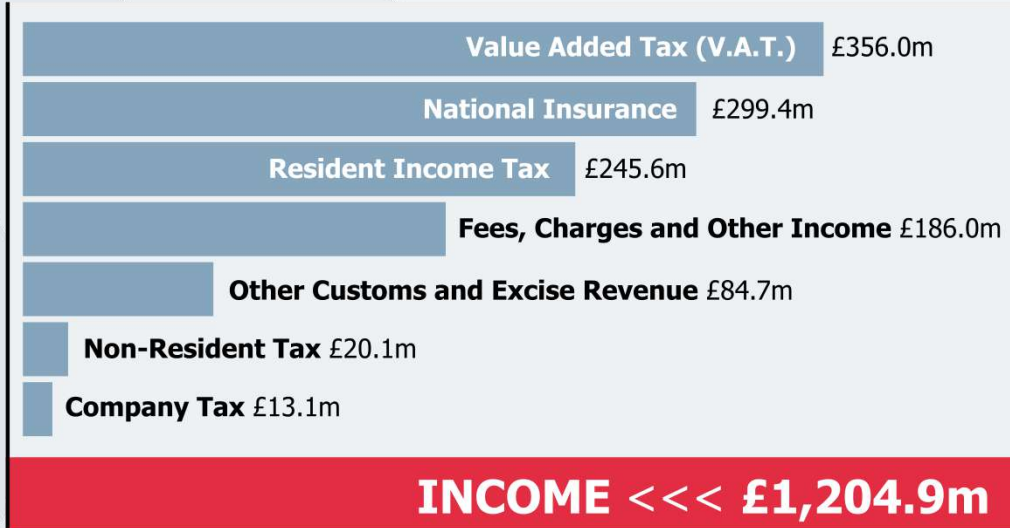 Value Added Tax (V.A.T.) £356.0m
National Insurance £299.4m
Resident Income Tax £245.6m
Fees, Charges and Other Income £186.0m
Other Customs and Excise Revenue £84.7m
Non-Resident Tax £20.1m
Company Tax £13.1m
INCOME <<< £1,204.9m